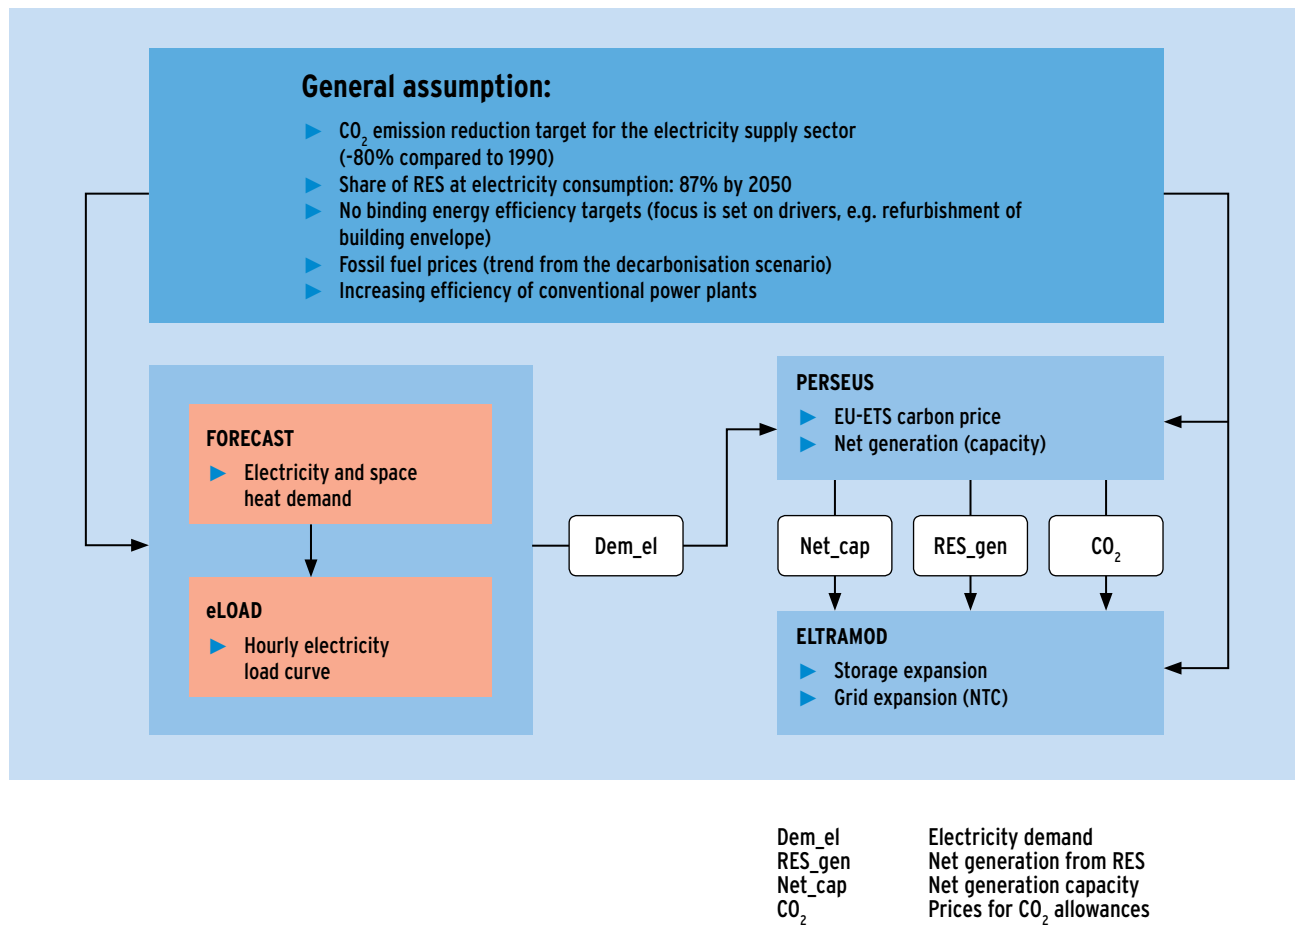 General assumption:
► CO₂ emission reduction target for the electricity supply sector
(-80% compared to 1990)
► Share of RES at electricity consumption: 87% by 2050
► No binding energy efficiency targets (focus is set on drivers, e.g. refurbishment of
building envelope)
► Fossil fuel prices (trend from the decarbonisation scenario)
► Increasing efficiency of conventional power plants
FORECAST
► Electricity and space
heat demand
eLOAD
► Hourly electricity
load curve
Dem_el
PERSEUS
► EU-ETS carbon price
► Net generation (capacity)
Net_cap
RES_gen
CO₂
ELTRAMOD
► Storage expansion
► Grid expansion (NTC)
Dem_el Electricity demand
RES_gen Net generation from RES
Net_cap Net generation capacity
CO₂ Prices for CO₂ allowances